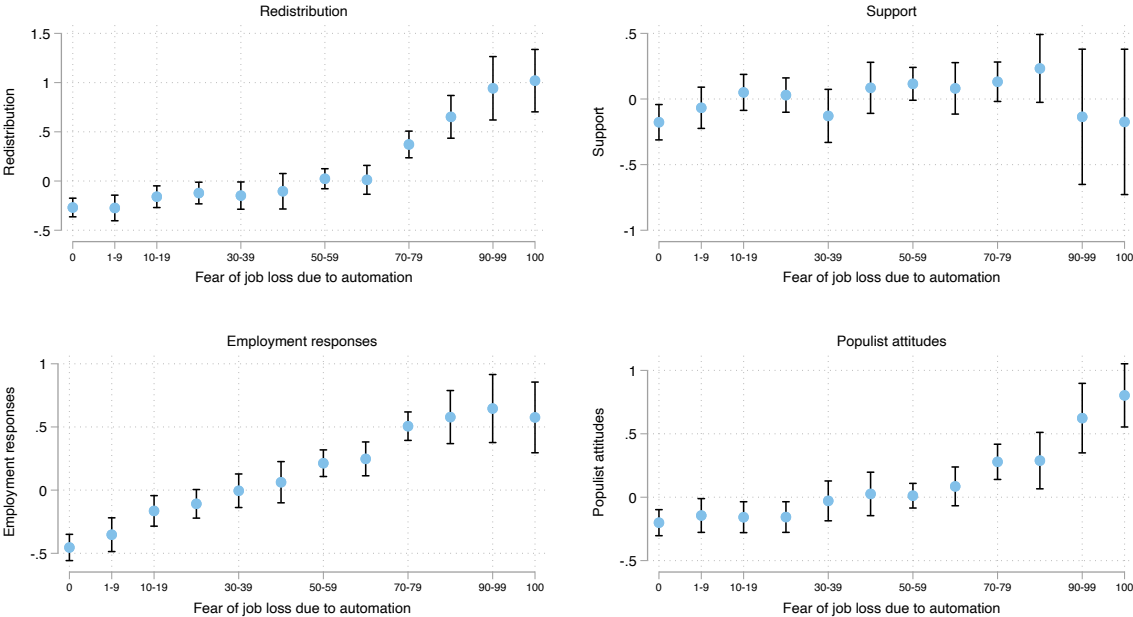 Redistribution
1.5
1
.5
0
-.5
Redistribution
0 1-9 10-19 30-39 50-59 70-79 90-99 100
Fear of job loss due to automation
Support
.5
0
-.5
-1
Support
0 1-9 10-19 30-39 50-59 70-79 90-99 100
Fear of job loss due to automation
Employment responses
1
.5
0
-.5
Employment responses
0 1-9 10-19 30-39 50-59 70-79 90-99 100
Fear of job loss due to automation
Populist attitudes
1
.5
0
-.5
Populist attitudes
0 1-9 10-19 30-39 50-59 70-79 90-99 100
Fear of job loss due to automation